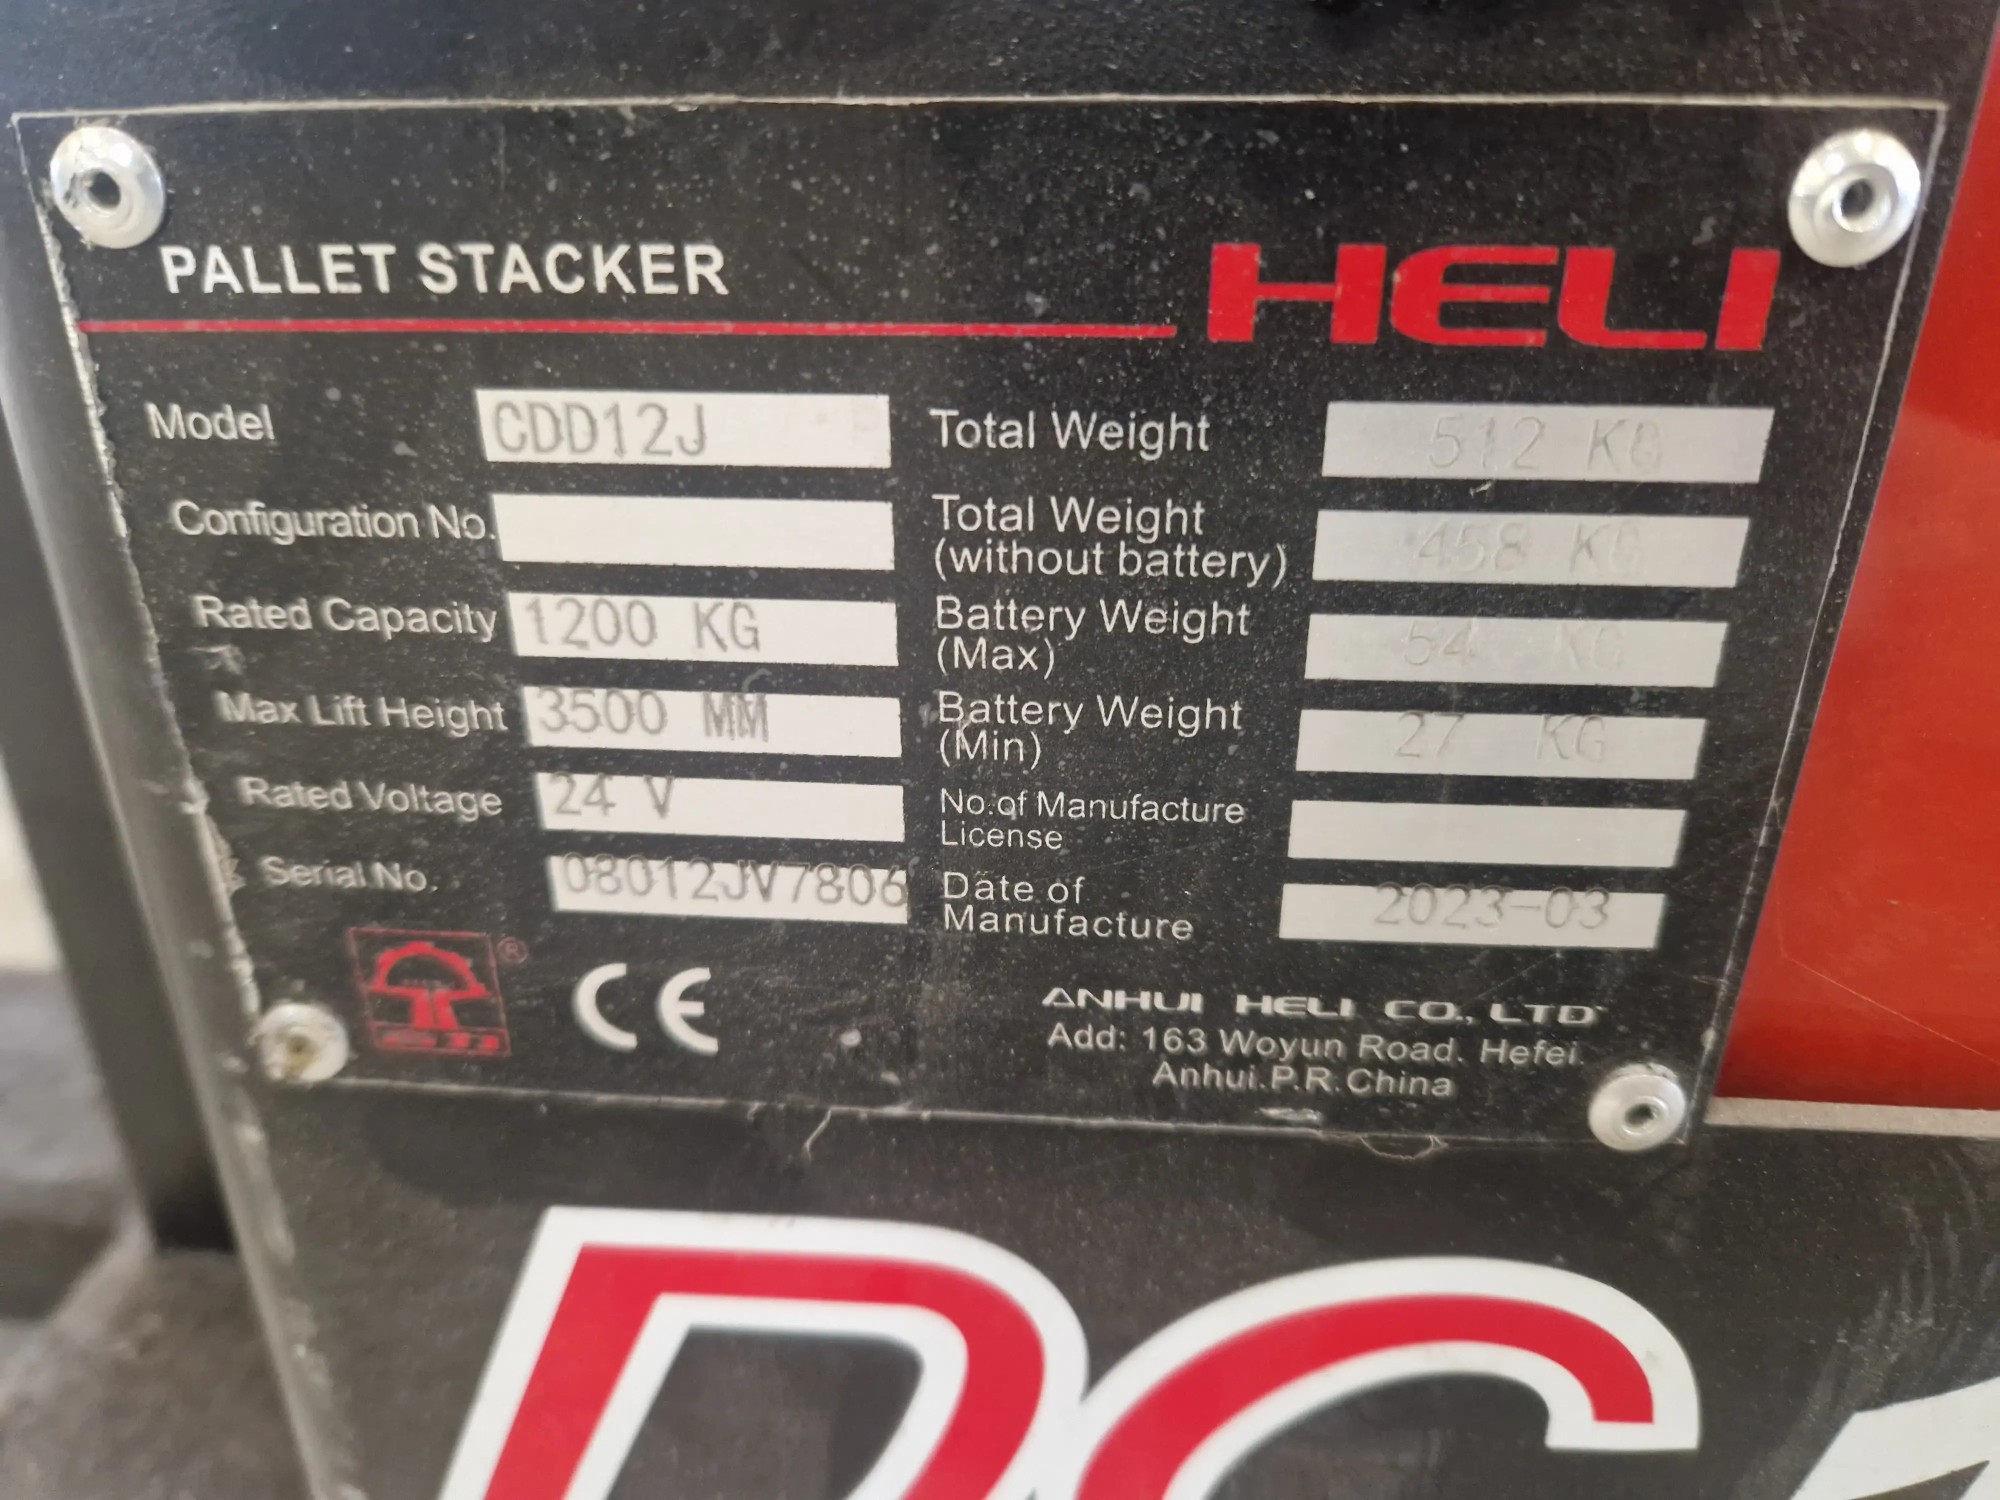 PALLET STACKER
HELI
Model CDD12J
Configuration No.
Rated Capacity 1200 KG
Max Lift Height 3500 MM
Rated Voltage 24 V
Serial No. 08012JV7806
Total Weight 512 KG
Total Weight
(without battery) 458 KG
Battery Weight
(Max) 54 KG
Battery Weight
(Min) 27 KG
No.of Manufacture
License
Date of
Manufacture 2023-03
®
CE
ANHUI HELI CO., LTD
Add: 163 Woyun Road. Hefei.
Anhui.P.R.China